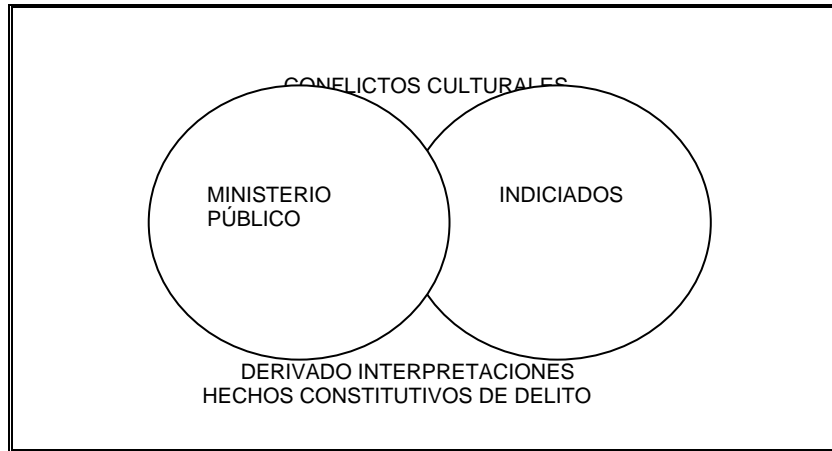 CONFLICTOS CULTURALES
MINISTERIO
PÚBLICO
INDICIADOS
DERIVADO INTERPRETACIONES
HECHOS CONSTITUTIVOS DE DELITO